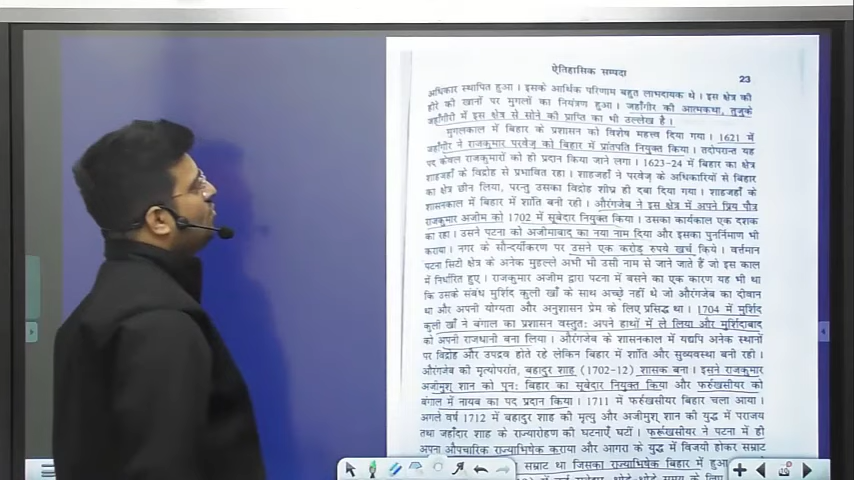 ऐतिहासिक सम्पदा
23
अधिकार स्थापित हुआ । इसके आर्थिक परिणाम बहुत लाभदायक थे । इस क्षेत्र की
हीरे की खानों पर मुगलों का नियंत्रण हुआ । जहाँगीर की आत्मकथा, तुजुके
जहाँगीरी में इस क्षेत्र से सोने की प्राप्ति का भी उल्लेख है ।
मुगलकाल में बिहार के प्रशासन को विशेष महत्त्व दिया गया । 1621 में
जहाँगीर ने राजकुमार परवेज़ को बिहार में प्रांतपति नियुक्त किया । तदोपरान्त यह
पद केवल राजकुमारों को ही प्रदान किया जाने लगा । 1623-24 में बिहार का क्षेत्र
शाहजहाँ के विद्रोह से प्रभावित रहा । शाहजहाँ ने परवेज़ के अधिकारियों से बिहार
का क्षेत्र छीन लिया, परन्तु उसका विद्रोह शीघ्र ही दबा दिया गया । शाहजहाँ के
शासनकाल में बिहार में शांति बनी रही । औरंगजेब ने इस क्षेत्र में अपने प्रिय पौत्र
राजकुमार अजीम को 1702 में सूबेदार नियुक्त किया । उसका कार्यकाल एक दशक
का रहा । उसने पटना को अजीमाबाद का नया नाम दिया और इसका पुनर्निमाण भी
कराया । नगर के सौन्दर्यीकरण पर उसने एक करोड़ रुपये खर्च किये । वर्त्तमान
पटना सिटी क्षेत्र के अनेक मुहल्ले अभी भी उसी नाम से जाने जाते हैं जो इस काल
में निर्धारित हुए । राजकुमार अजीम द्वारा पटना में बसने का एक कारण यह भी था
कि उसके संबंध मुर्शिद कुली खाँ के साथ अच्छे नहीं थे जो औरंगजेब का दीवान
था और अपनी योग्यता और अनुशासन प्रेम के लिए प्रसिद्ध था । 1704 में मुर्शिद
कुली खाँ ने बंगाल का प्रशासन वस्तुत: अपने हाथों में ले लिया और मुर्शिदाबाद
को अपनी राजधानी बना लिया । औरंगजेब के शासनकाल में यद्यपि अनेक स्थानों
पर विद्रोह और उपद्रव होते रहे लेकिन बिहार में शांति और सुव्यवस्था बनी रही ।
औरंगजेब की मृत्योपरांत, बहादुर शाह (1702-12) शासक बना । इसने राजकुमार
अजीमुश् शान को पुन: बिहार का सूबेदार नियुक्त किया और फर्रुखसीयर को
बंगाल में नायब का पद प्रदान किया । 1711 में फर्रुखसीयर बिहार चला आया ।
अगले वर्ष 1712 में बहादुर शाह की मृत्यु और अजीमुश् शान की युद्ध में पराजय
तथा जहाँदार शाह के राज्यारोहण की घटनाएँ घटीं । फर्रूखसीयर ने पटना में ही
अपना औपचारिक राज्याभिषेक कराया और आगरा के युद्ध में विजयी होकर सम्राट
सम्राट था जिसका राज्याभिषेक बिहार में हुआ